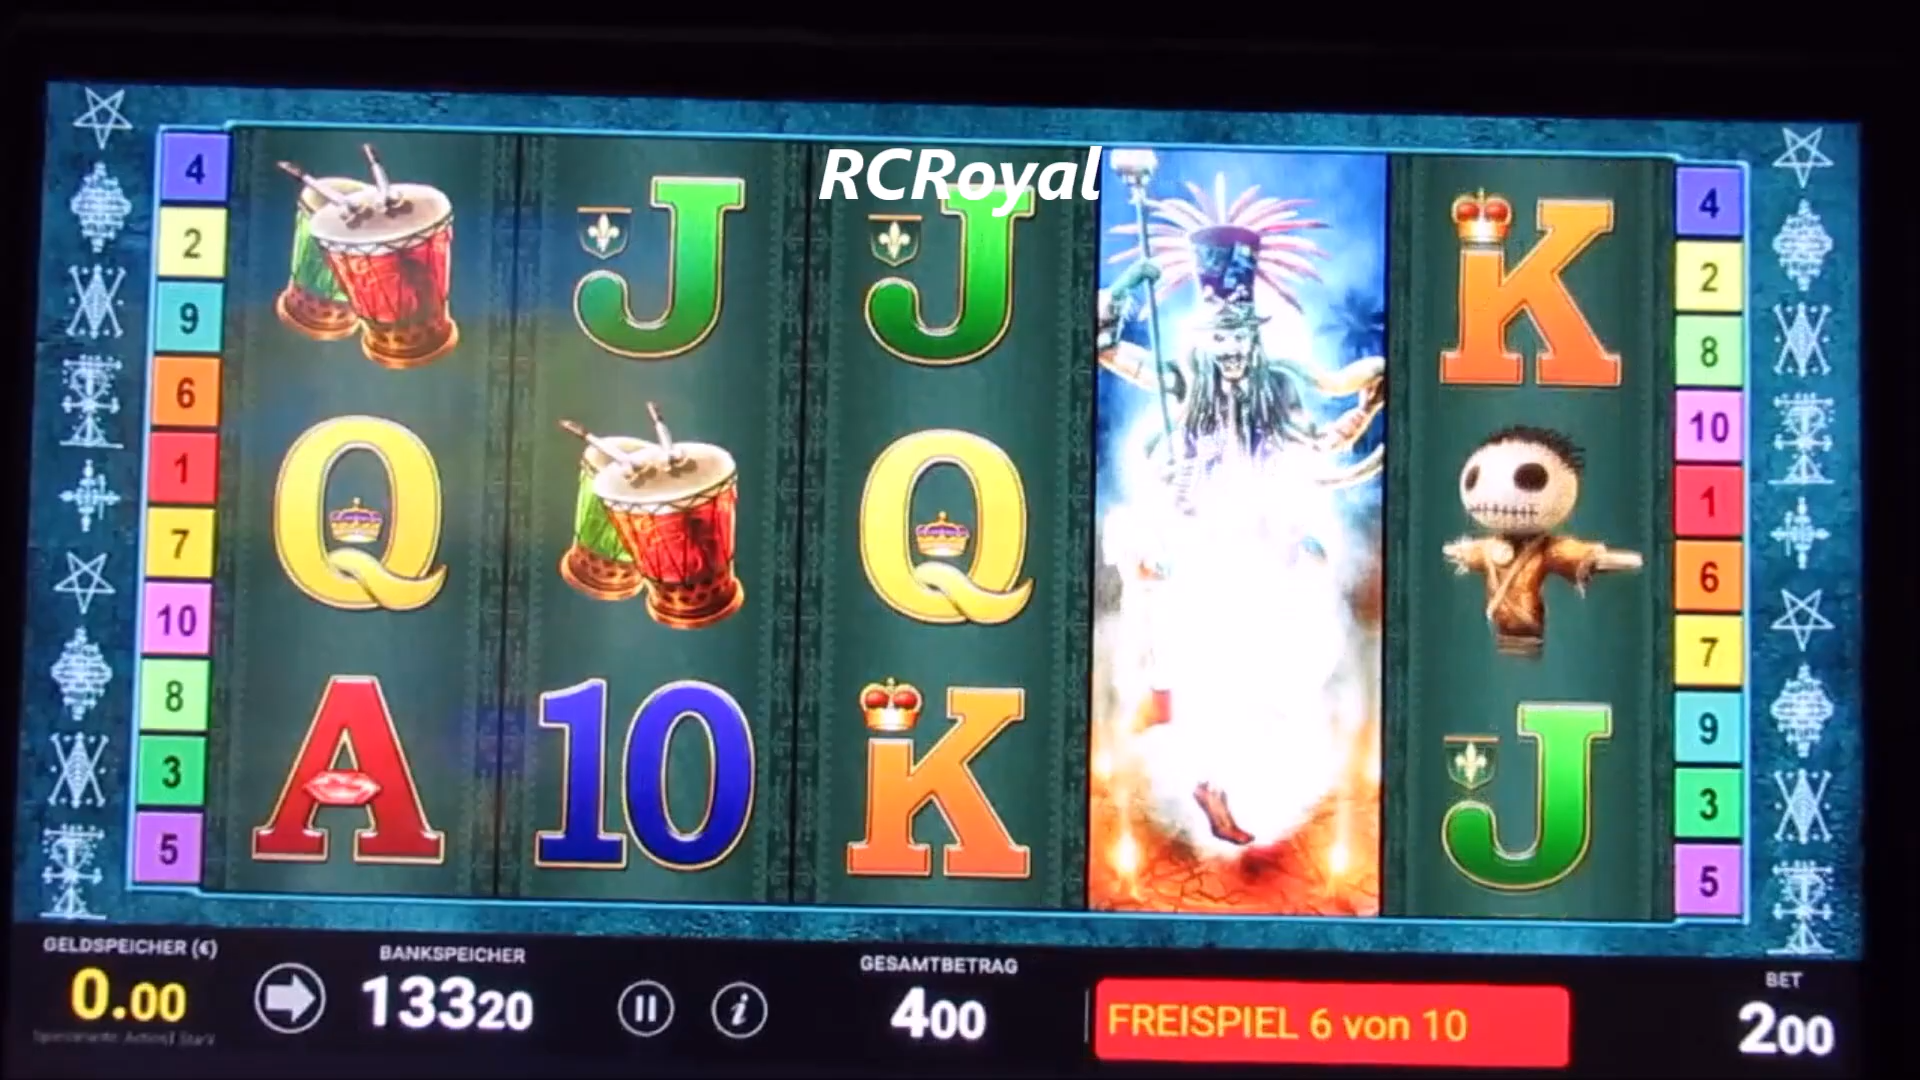 RCRoyal
4
2
9
6
1
7
10
8
3
5
J
J
K
Q
Q
A
10
K
J
4
2
8
10
1
6
7
9
3
5
GELDSPEICHER (€)
0.00
BANKSPEICHER
13320
GESAMTBETRAG
400
FREISPIEL 6 von 10
BET
200